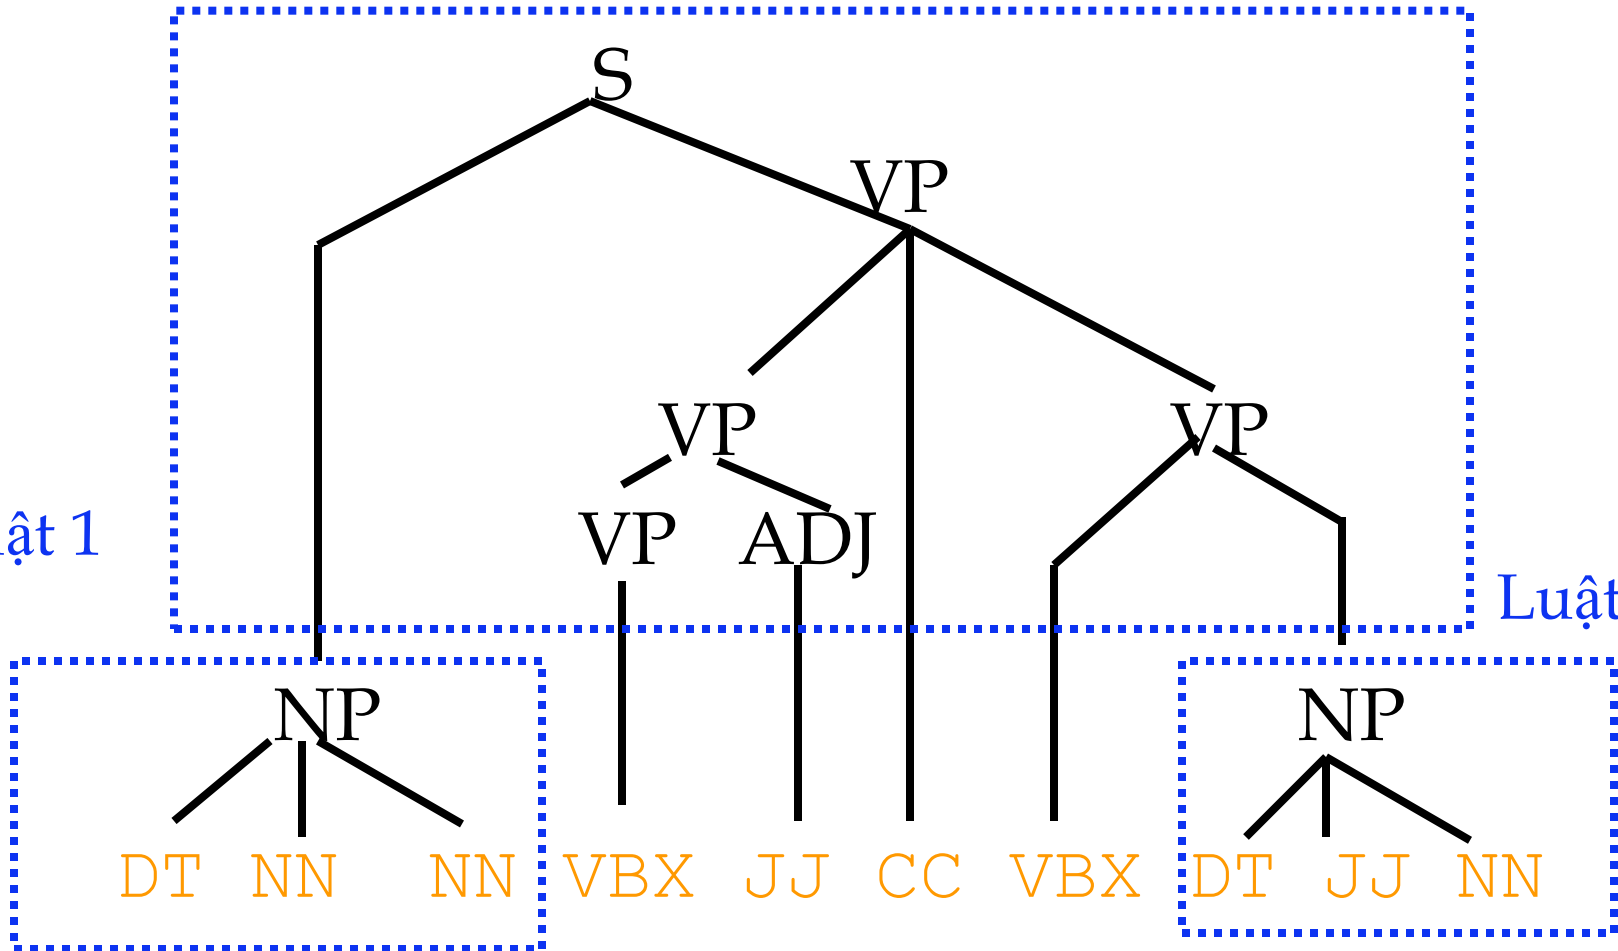 S
VP
VP VP
VP ADJ
1
Luật
NP NP
DT NN NN VBX JJ CC VBX DT JJ NN